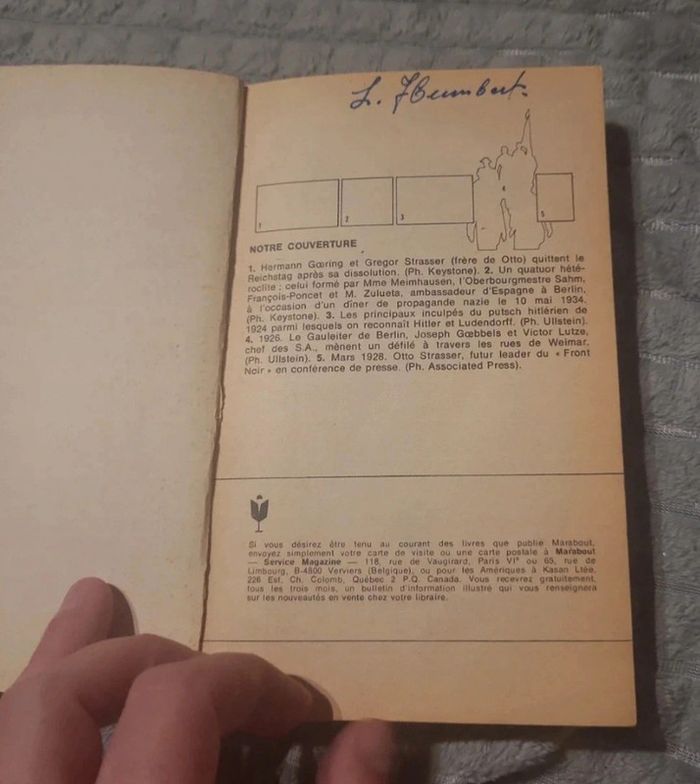 L. Humbert.
1
2
3
4
5
NOTRE COUVERTURE
1. Hermann Gœring et Gregor Strasser (frère de Otto) quittent le
Reichstag après sa dissolution. (Ph. Keystone). 2. Un quatuor hété-
roclite : celui formé par Mme Meimhausen, l'Oberbourgmestre Sahm,
François-Poncet et M. Zulueta, ambassadeur d'Espagne à Berlin,
à l'occasion d'un dîner de propagande nazie le 10 mai 1934.
(Ph. Keystone). 3. Les principaux inculpés du putsch hitlérien de
1924 parmi lesquels on reconnaît Hitler et Ludendorff. (Ph. Ullstein).
4. 1926. Le Gauleiter de Berlin, Joseph Gœbbels et Victor Lutze,
chef des S.A., mènent un défilé à travers les rues de Weimar.
(Ph. Ullstein). 5. Mars 1928. Otto Strasser, futur leader du « Front
Noir » en conférence de presse. (Ph. Associated Press).
Si vous désirez être tenu au courant des livres que publie Marabout,
envoyez simplement votre carte de visite ou une carte postale à Marabout
— Service Magazine — 118, rue de Vaugirard, Paris VIe ou 65, rue de
Limbourg, B-4800 Verviers (Belgique), ou pour les Amériques à Kasan Ltée,
226 Est, Ch. Colomb, Québec 2 P.Q. Canada. Vous recevrez gratuitement,
tous les trois mois, un bulletin d'information illustré qui vous renseignera
sur les nouveautés en vente chez votre libraire.